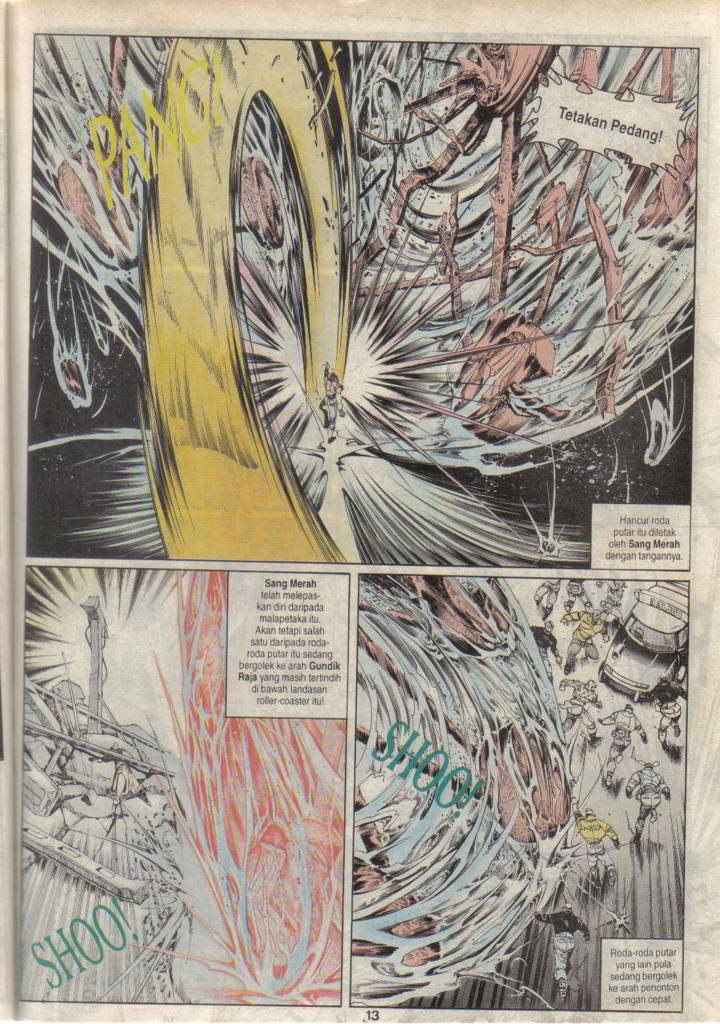 PANG!
Tetakan Pedang!
Hancur roda
putar itu ditetak
oleh Sang Merah
dengan tangannya.
Sang Merah
telah melepas-
kan diri daripada
malapetaka itu.
Akan tetapi salah
satu daripada roda-
roda putar itu sedang
bergolek ke arah Gundik
Raja yang masih tertindih
di bawah landasan
roller-coaster itu!
SHOO!
SHOO!
Roda-roda putar
yang lain pula
sedang bergolek
ke arah penonton
dengan cepat.
13